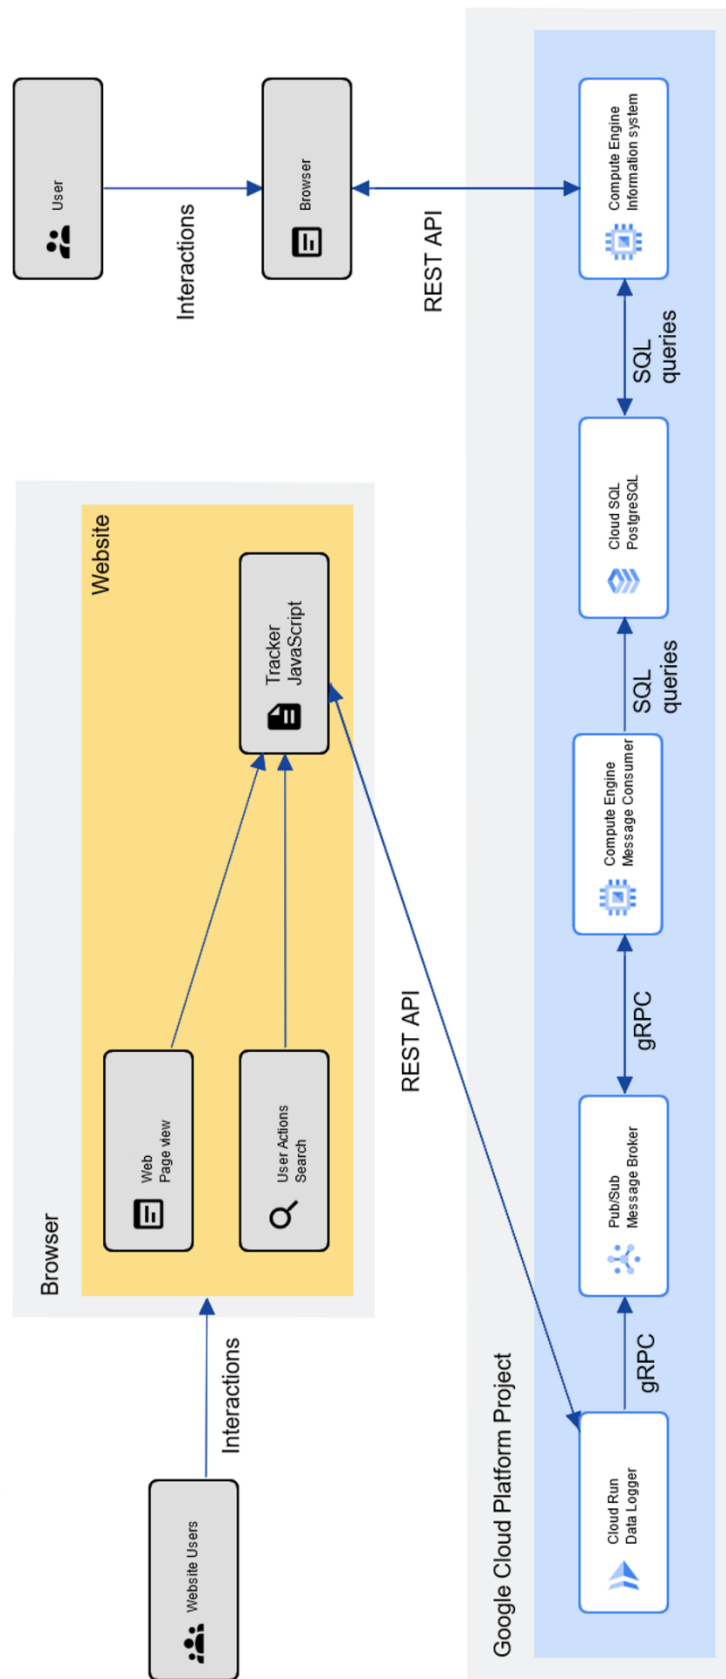 Website Users
Interactions
Browser
Website
Web
Page view
User Actions
Search
Tracker
JavaScript
User
Interactions
Browser
REST API
REST API
Google Cloud Platform Project
Cloud Run
Data Logger
gRPC
Pub/Sub
Message Broker
gRPC
Compute Engine
Message Consumer
SQL
queries
Cloud SQL
PostgreSQL
SQL
queries
Compute Engine
Information system